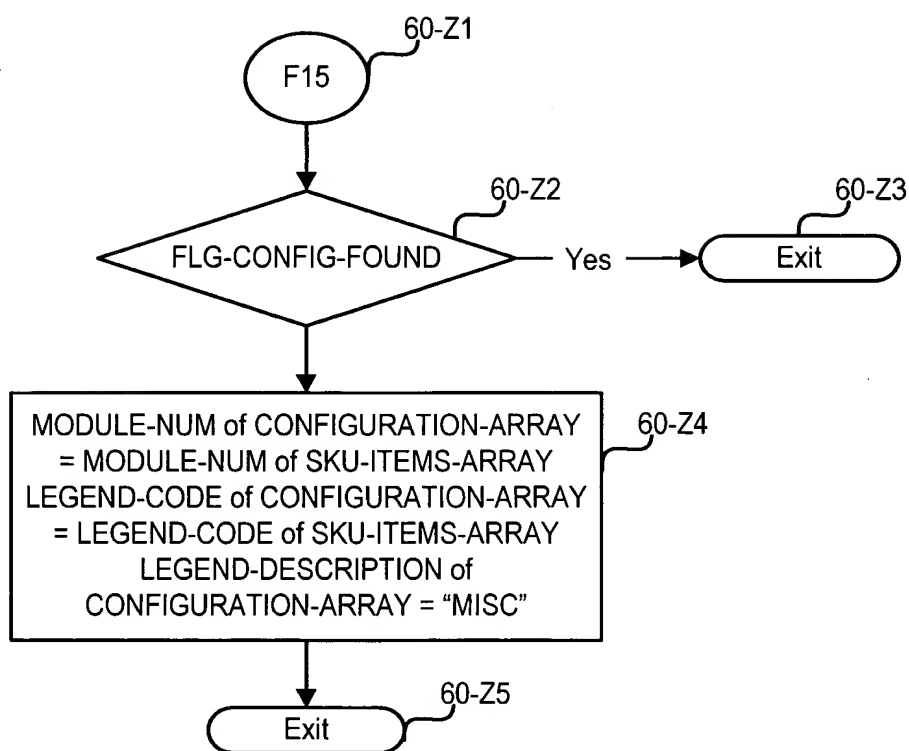 60-Z1
F15
60-Z2
FLG-CONFIG-FOUND
Yes
60-Z3
Exit
MODULE-NUM of CONFIGURATION-ARRAY
= MODULE-NUM of SKU-ITEMS-ARRAY
LEGEND-CODE of CONFIGURATION-ARRAY
= LEGEND-CODE of SKU-ITEMS-ARRAY
LEGEND-DESCRIPTION of
CONFIGURATION-ARRAY = “MISC”
60-Z4
60-Z5
Exit